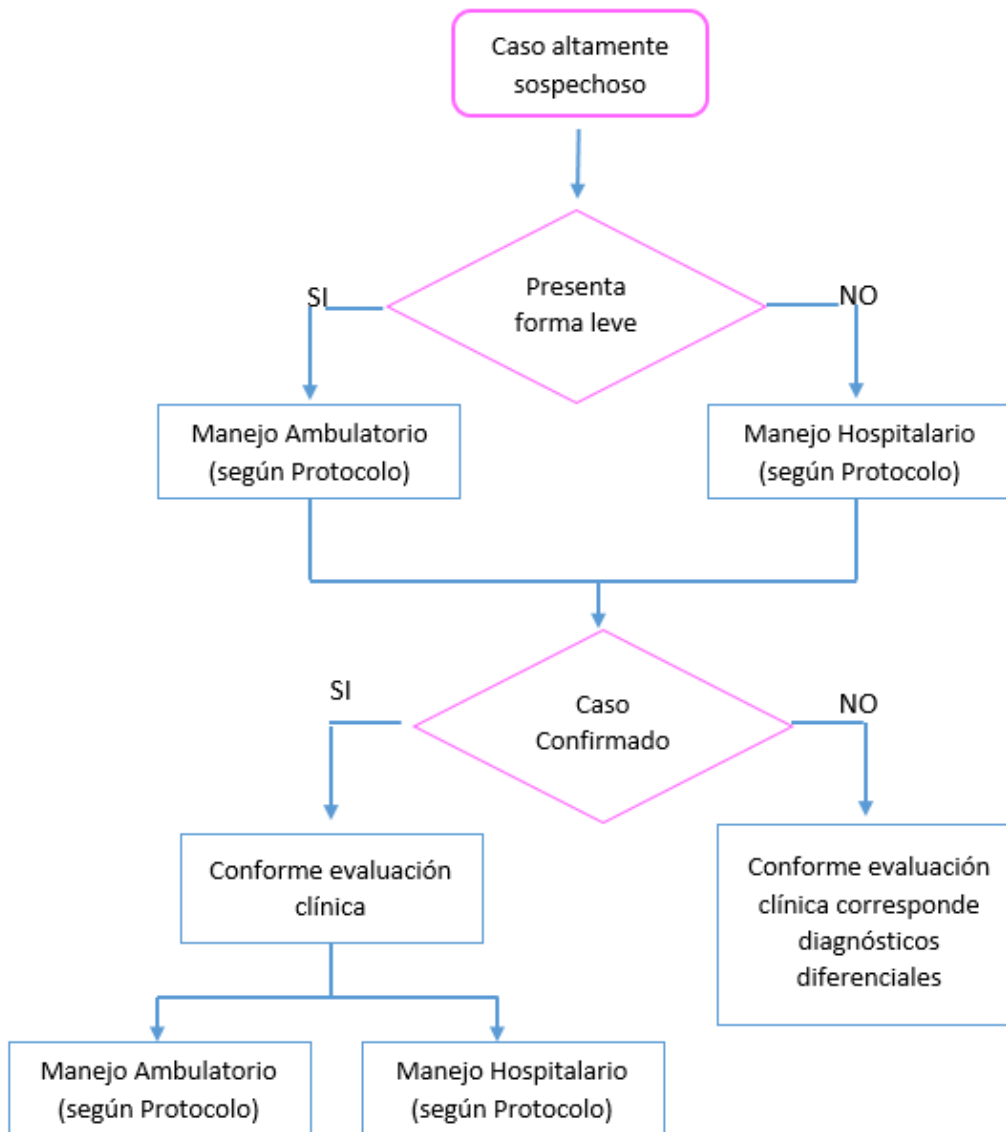 Caso altamente
sospechoso
Presenta
forma leve
SI
NO
Manejo Ambulatorio
(según Protocolo)
Manejo Hospitalario
(según Protocolo)
Caso
Confirmado
SI
NO
Conforme evaluación
clínica
Conforme evaluación
clínica corresponde
diagnósticos
diferenciales
Manejo Ambulatorio
(según Protocolo)
Manejo Hospitalario
(según Protocolo)